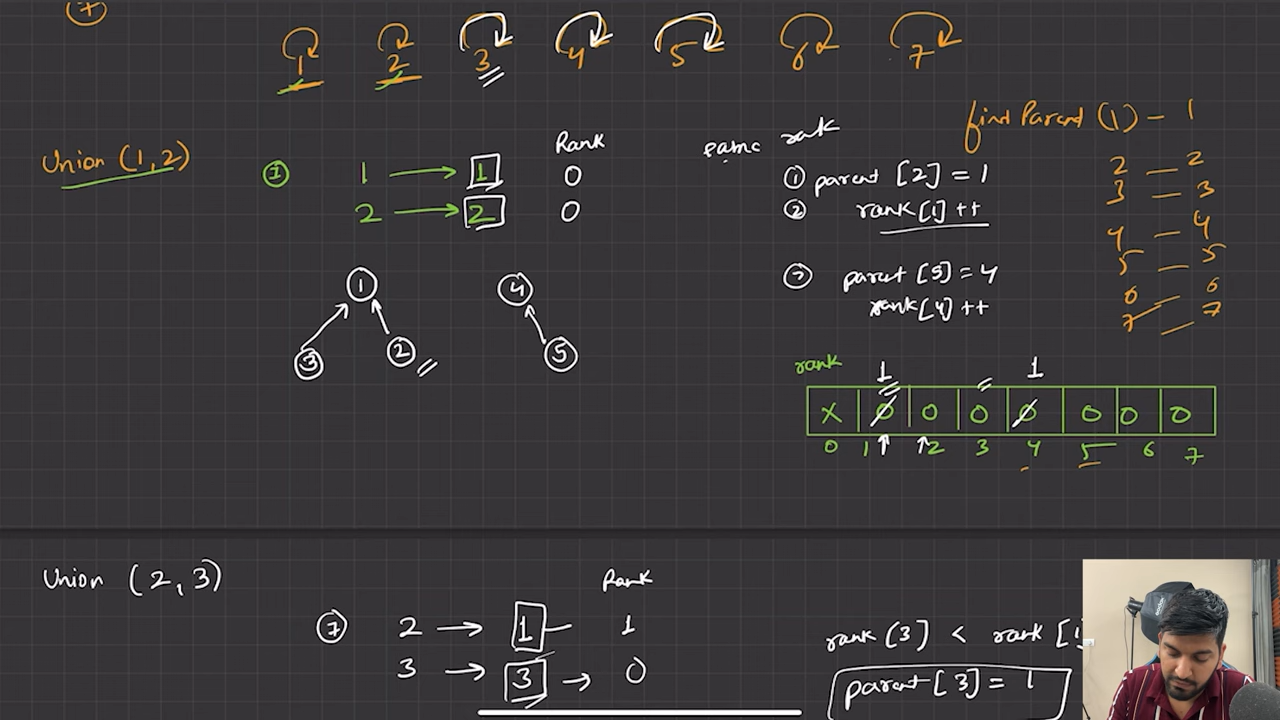 7
1 2 3 4 5 6 7
find Parent (1) - 1
2 — 2
3 — 3
4 — 4
5 — 5
6 — 6
7 — 7
Union (1,2)
Rank
1 1 → 1 0
2 → 2 0
same rank
1 parent [2] = 1
2 rank[1] ++
parent [5] = 4
rank[4] ++
1 4
3 2 5
rank
1 1
X 0 0 0 0 0 0 0
0 1 2 3 4 5 6 7
Union (2,3)
Rank
2 → 1 — 1
3 → 3 → 0
rank [3] < rank [1
parent [3] = 1